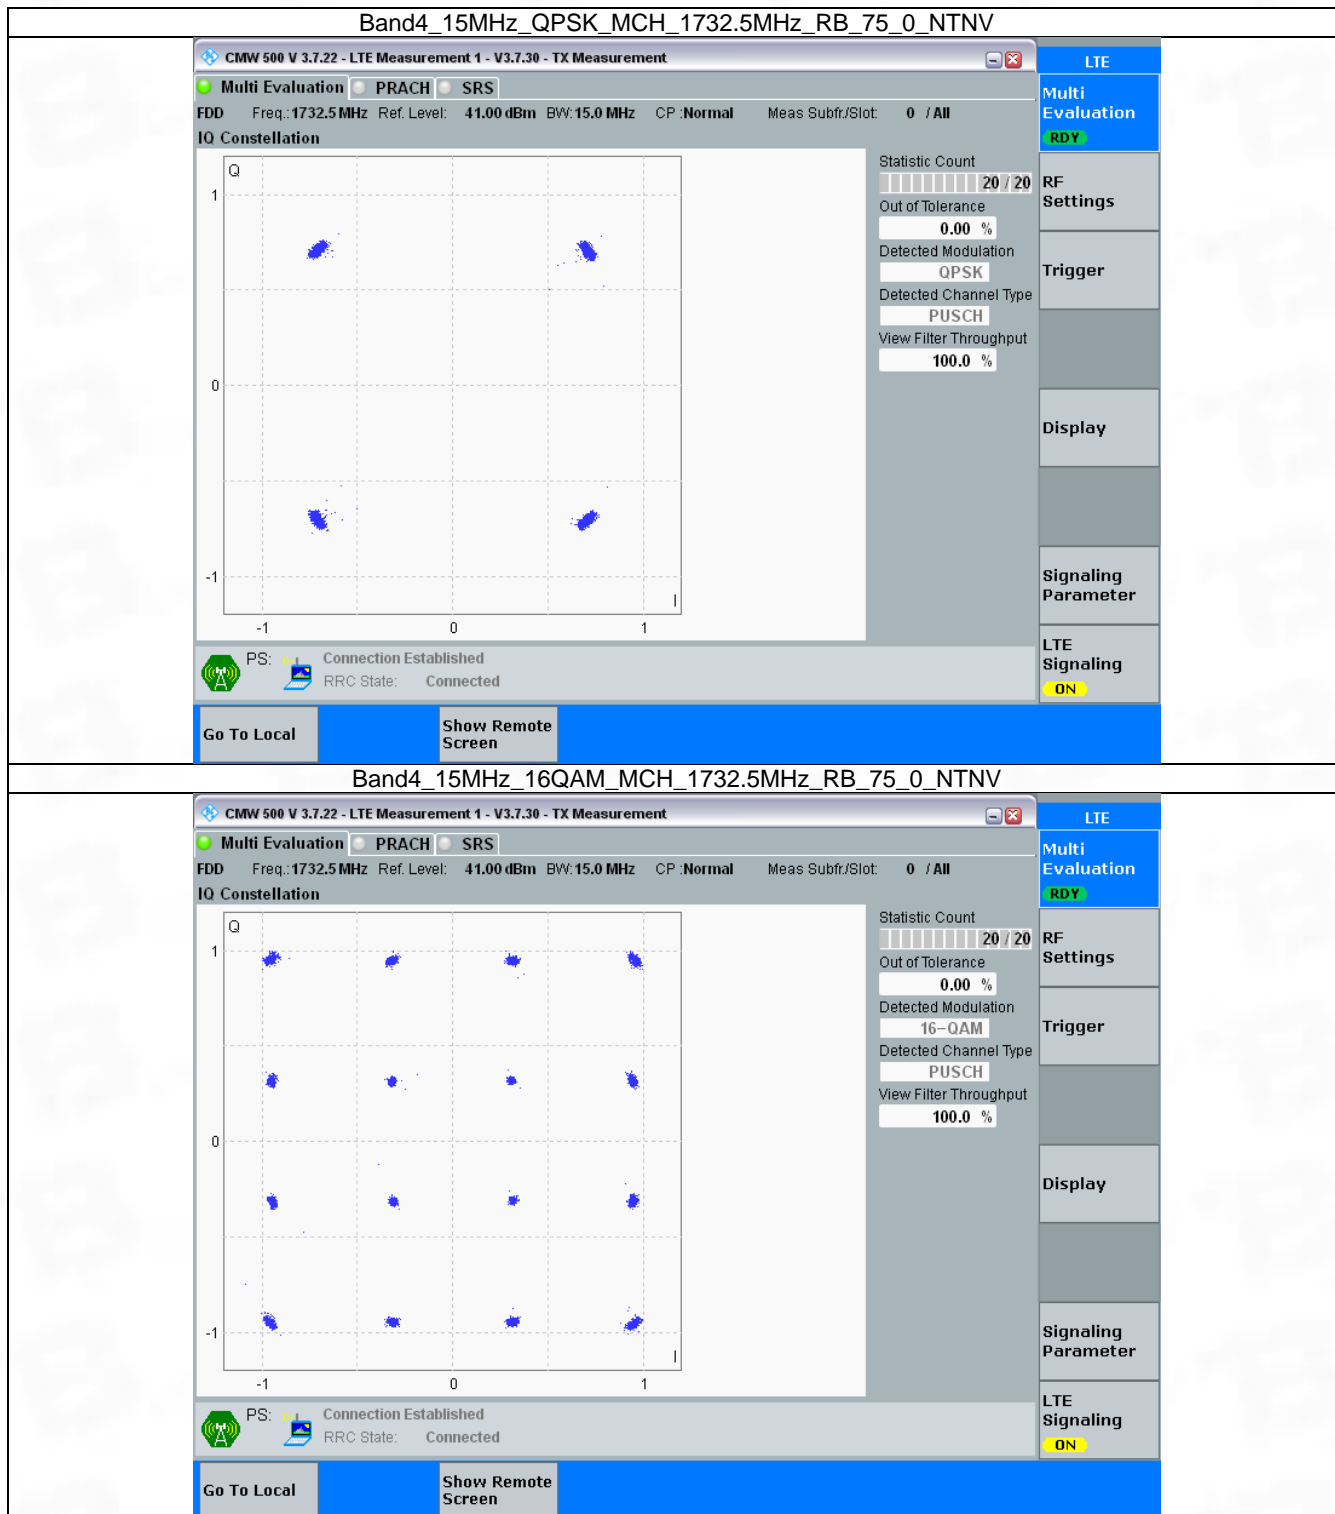 Band4_15MHz_QPSK_MCH_1732.5MHz_RB_75_0_NTNV
CMW 500 V 3.7.22 - LTE Measurement 1 - V3.7.30 - TX Measurement
LTE
Multi Evaluation PRACH SRS
Multi
Evaluation
RDY
FDD Freq.: 1732.5 MHz Ref. Level: 41.00 dBm BW: 15.0 MHz CP : Normal Meas Subfr./Slot: 0 / All
IQ Constellation
Q
1
0
-1
I
-1 0 1
Statistic Count
20 / 20
Out of Tolerance
0.00 %
Detected Modulation
QPSK
Detected Channel Type
PUSCH
View Filter Throughput
100.0 %
RF
Settings
Trigger
Display
Signaling
Parameter
LTE
Signaling
ON
PS: Connection Established
RRC State: Connected
Go To Local
Show Remote
Screen
Band4_15MHz_16QAM_MCH_1732.5MHz_RB_75_0_NTNV
CMW 500 V 3.7.22 - LTE Measurement 1 - V3.7.30 - TX Measurement
LTE
Multi Evaluation PRACH SRS
Multi
Evaluation
RDY
FDD Freq.: 1732.5 MHz Ref. Level: 41.00 dBm BW: 15.0 MHz CP : Normal Meas Subfr./Slot: 0 / All
IQ Constellation
Q
1
0
-1
I
-1 0 1
Statistic Count
20 / 20
Out of Tolerance
0.00 %
Detected Modulation
16-QAM
Detected Channel Type
PUSCH
View Filter Throughput
100.0 %
RF
Settings
Trigger
Display
Signaling
Parameter
LTE
Signaling
ON
PS: Connection Established
RRC State: Connected
Go To Local
Show Remote
Screen